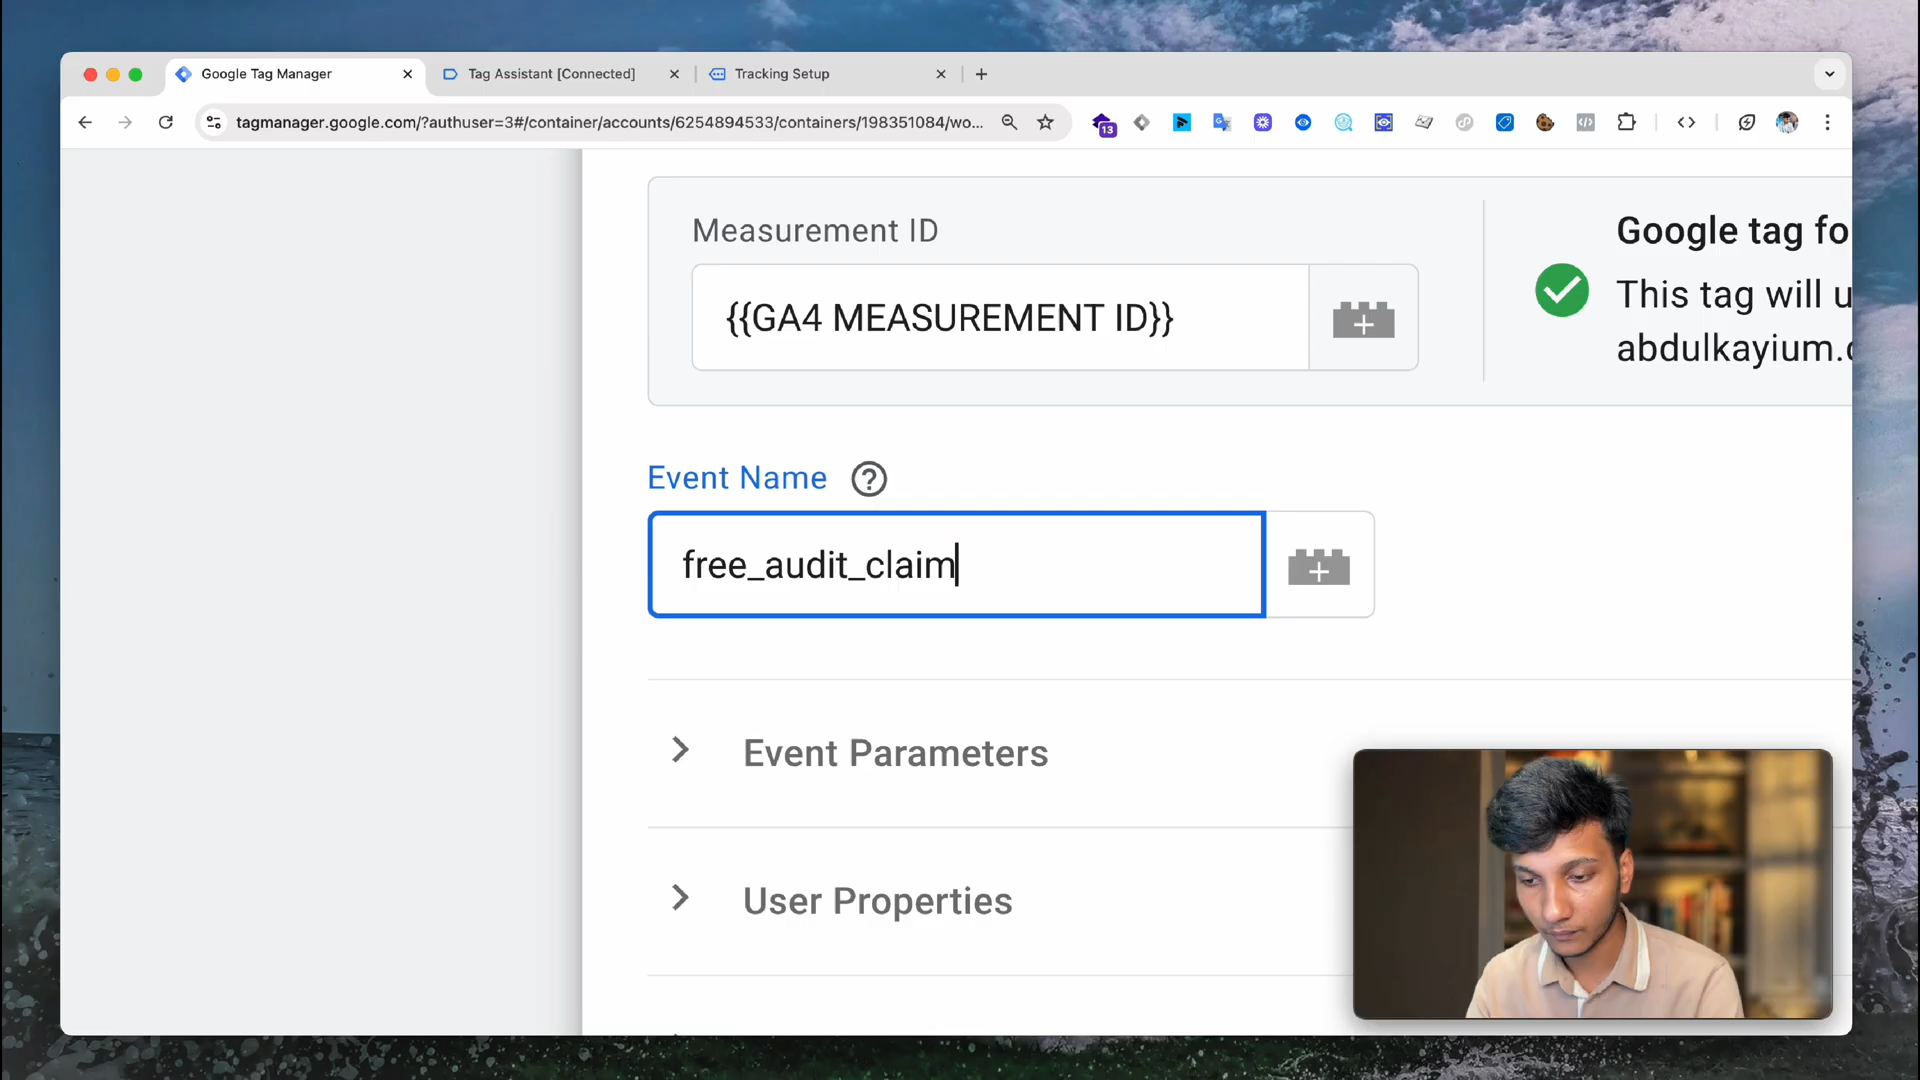 Google Tag Manager
Tag Assistant [Connected]
Tracking Setup
tagmanager.google.com/?authuser=3#/container/accounts/6254894533/containers/198351084/wo...
13
Measurement ID
{{GA4 MEASUREMENT ID}}
Google tag fo
This tag will u
abdulkayium.
Event Name
free_audit_claim
Event Parameters
User Properties